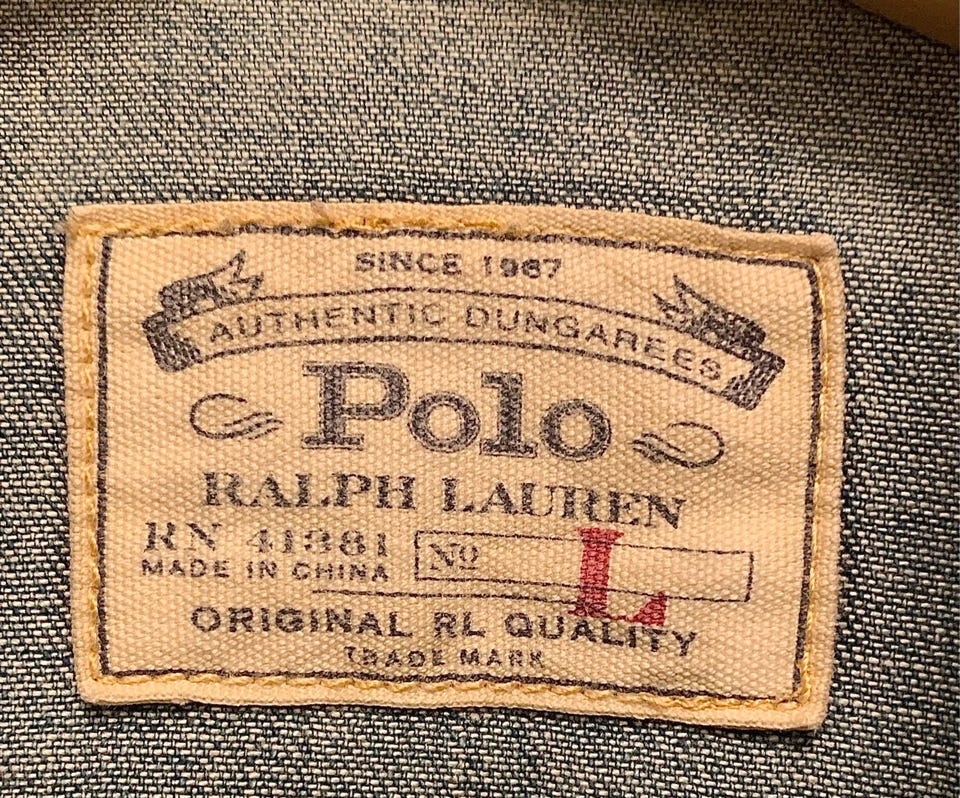 SINCE 1967
AUTHENTIC DUNGAREES
Polo
RALPH LAUREN
RN 41381
MADE IN CHINA
No L
ORIGINAL RL QUALITY
TRADE MARK